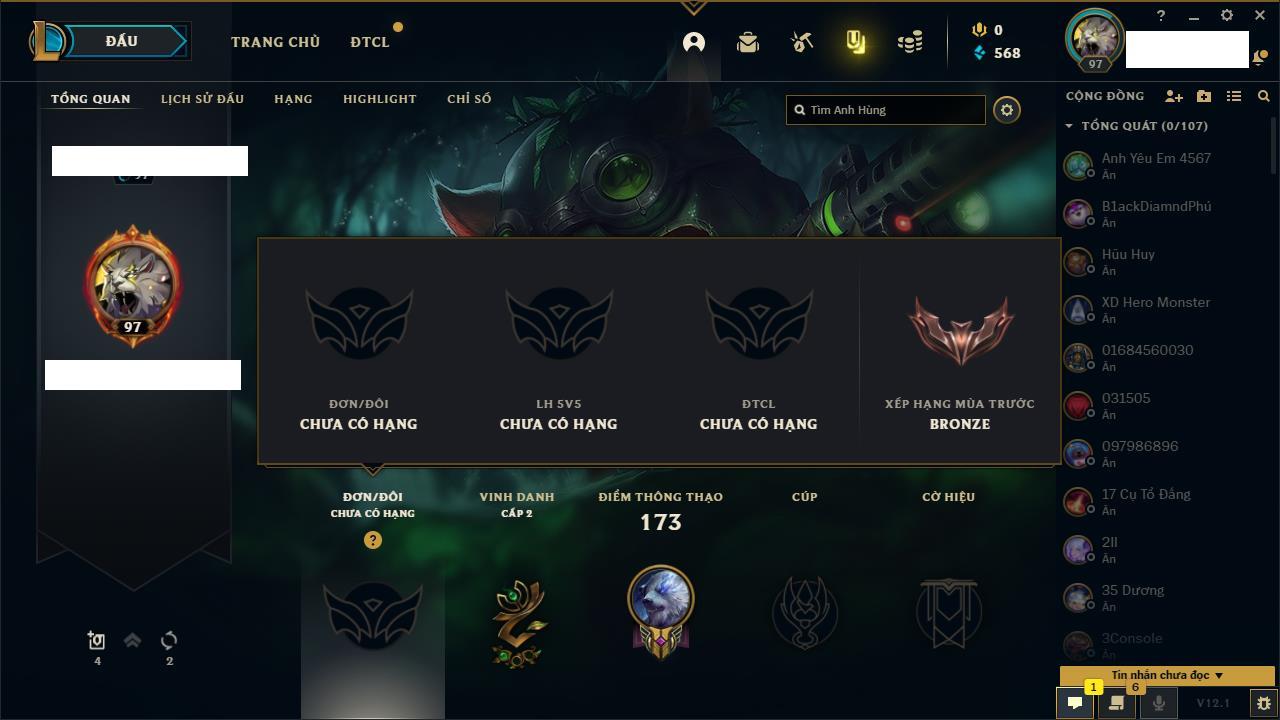 ĐẤU
TRANG CHỦ
ĐTCL
0
568
?
97
TỔNG QUAN
LỊCH SỬ ĐẤU
HẠNG
HIGHLIGHT
CHỈ SỐ
Tìm Anh Hùng
CỘNG ĐỒNG
TỔNG QUÁT (0/107)
Anh Yêu Em 4567
Ẩn
B1ackDiamndPhú
Ẩn
Hữu Huy
Ẩn
XD Hero Monster
Ẩn
01684560030
Ẩn
031505
Ẩn
097986896
Ẩn
17 Cụ Tổ Đẳng
Ẩn
2II
Ẩn
35 Dương
Ẩn
3Console
Ẩn
97
ĐƠN/ĐÔI
CHƯA CÓ HẠNG
LH 5V5
CHƯA CÓ HẠNG
ĐTCL
CHƯA CÓ HẠNG
XẾP HẠNG MÙA TRƯỚC
BRONZE
ĐƠN/ĐÔI
CHƯA CÓ HẠNG
?
VINH DANH
CẤP 2
ĐIỂM THÔNG THẠO
173
CÚP
CỜ HIỆU
4
2
Tin nhắn chưa đọc
1
6
V12.1